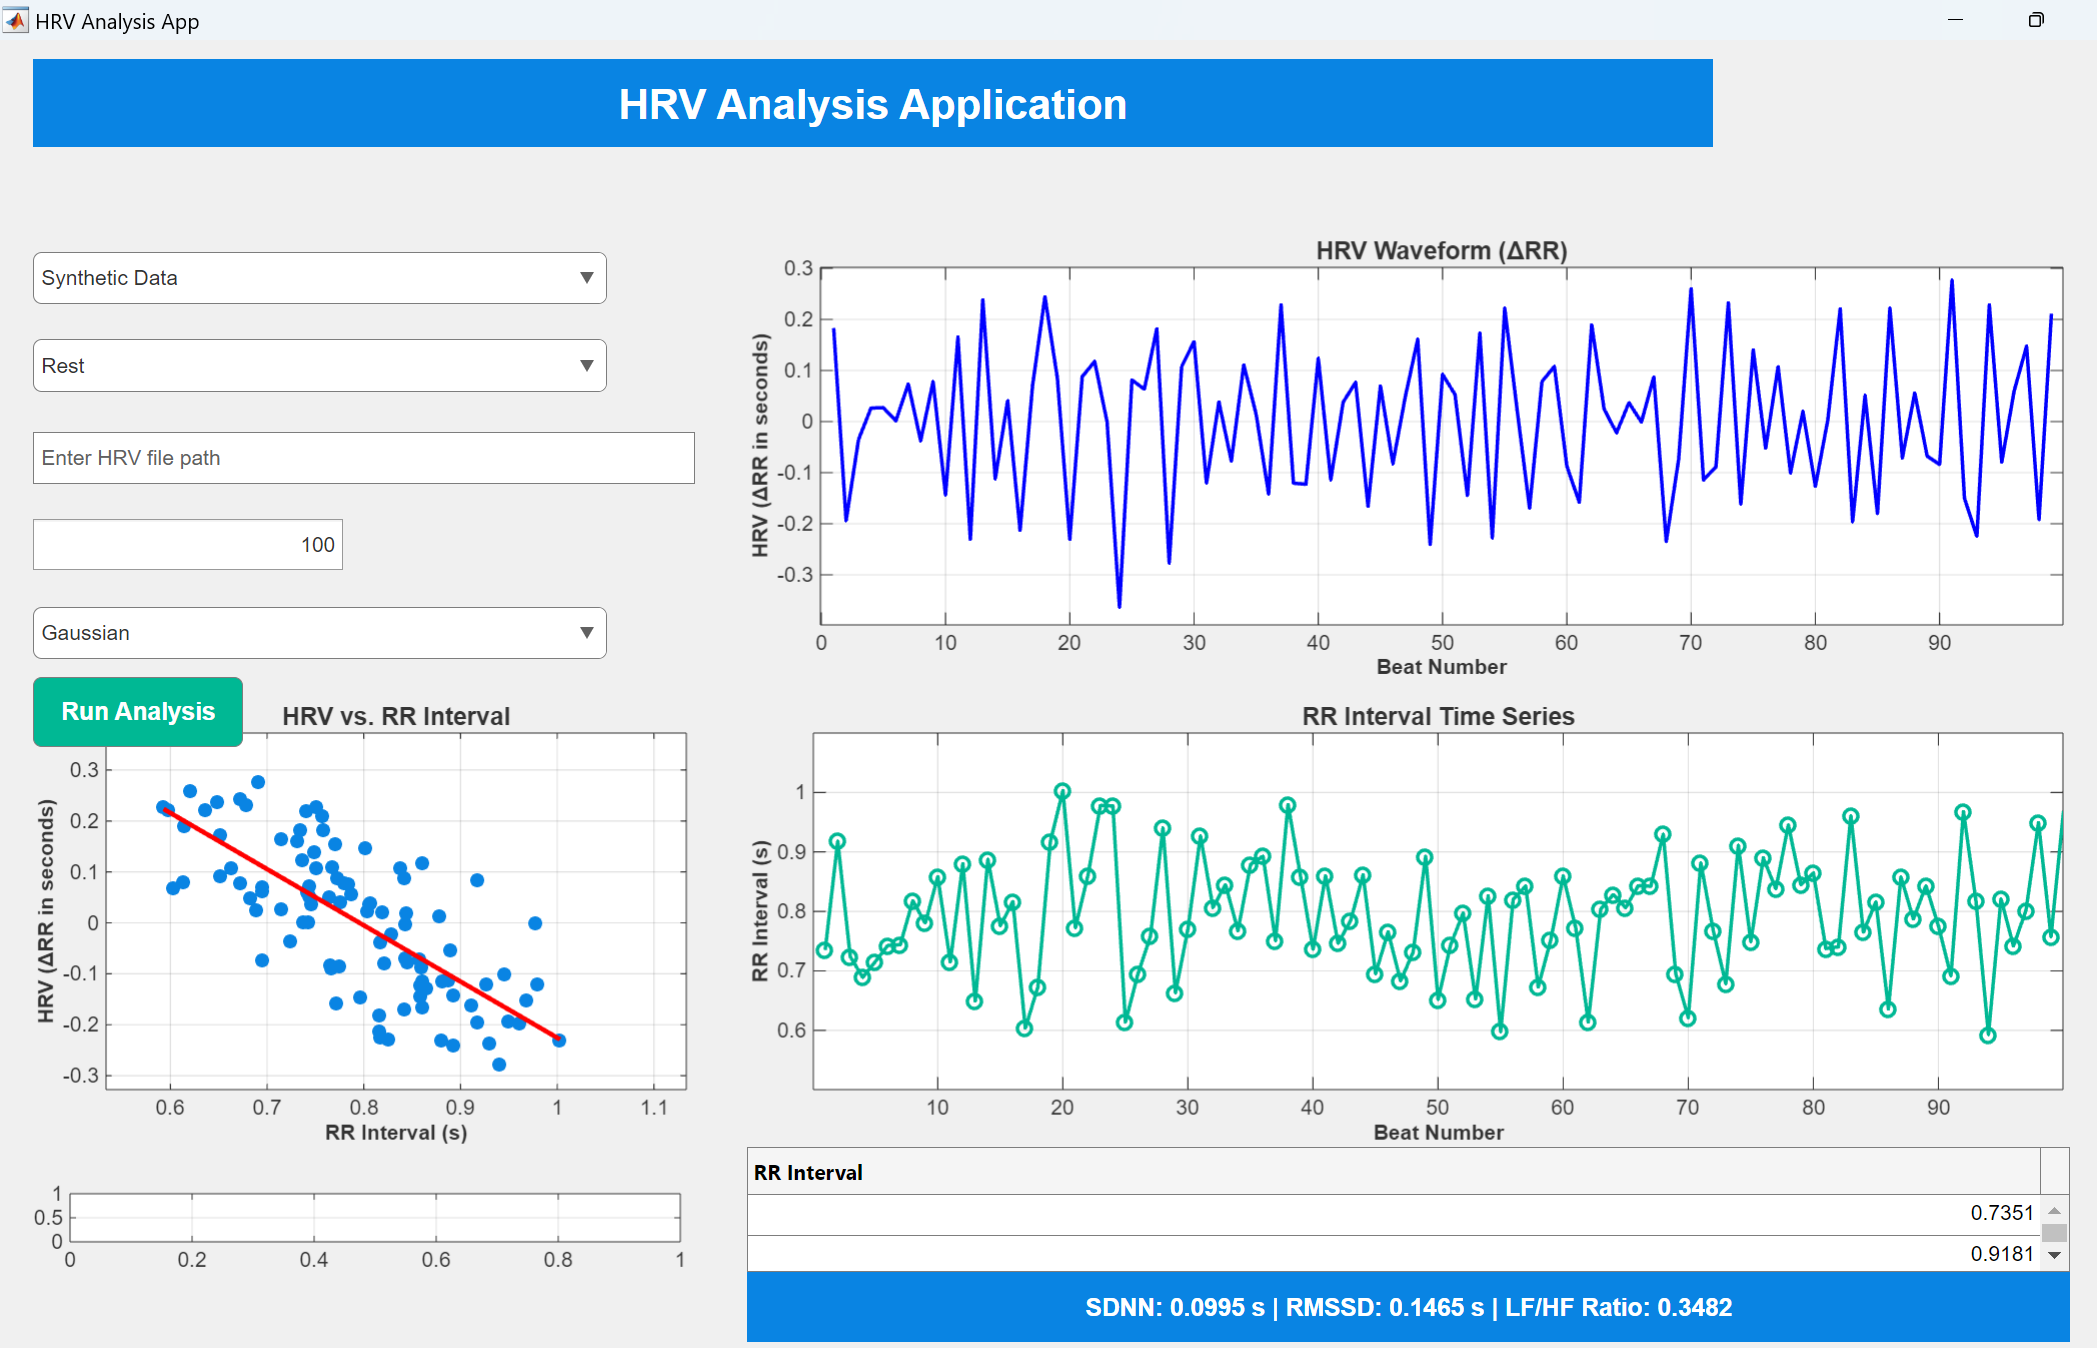 HRV Analysis App
HRV Analysis Application
Synthetic Data
Rest
Enter HRV file path
100
Gaussian
Run Analysis
HRV Waveform (ΔRR)
HRV (ΔRR in seconds)
0.3
0.2
0.1
0
-0.1
-0.2
-0.3
0 10 20 30 40 50 60 70 80 90
Beat Number
HRV vs. RR Interval
HRV (ΔRR in seconds)
0.3
0.2
0.1
0
-0.1
-0.2
-0.3
0.6 0.7 0.8 0.9 1 1.1
RR Interval (s)
RR Interval Time Series
RR Interval (s)
1
0.9
0.8
0.7
0.6
10 20 30 40 50 60 70 80 90
Beat Number
1
0.5
0
0 0.2 0.4 0.6 0.8 1
RR Interval
0.7351
0.9181
SDNN: 0.0995 s | RMSSD: 0.1465 s | LF/HF Ratio: 0.3482